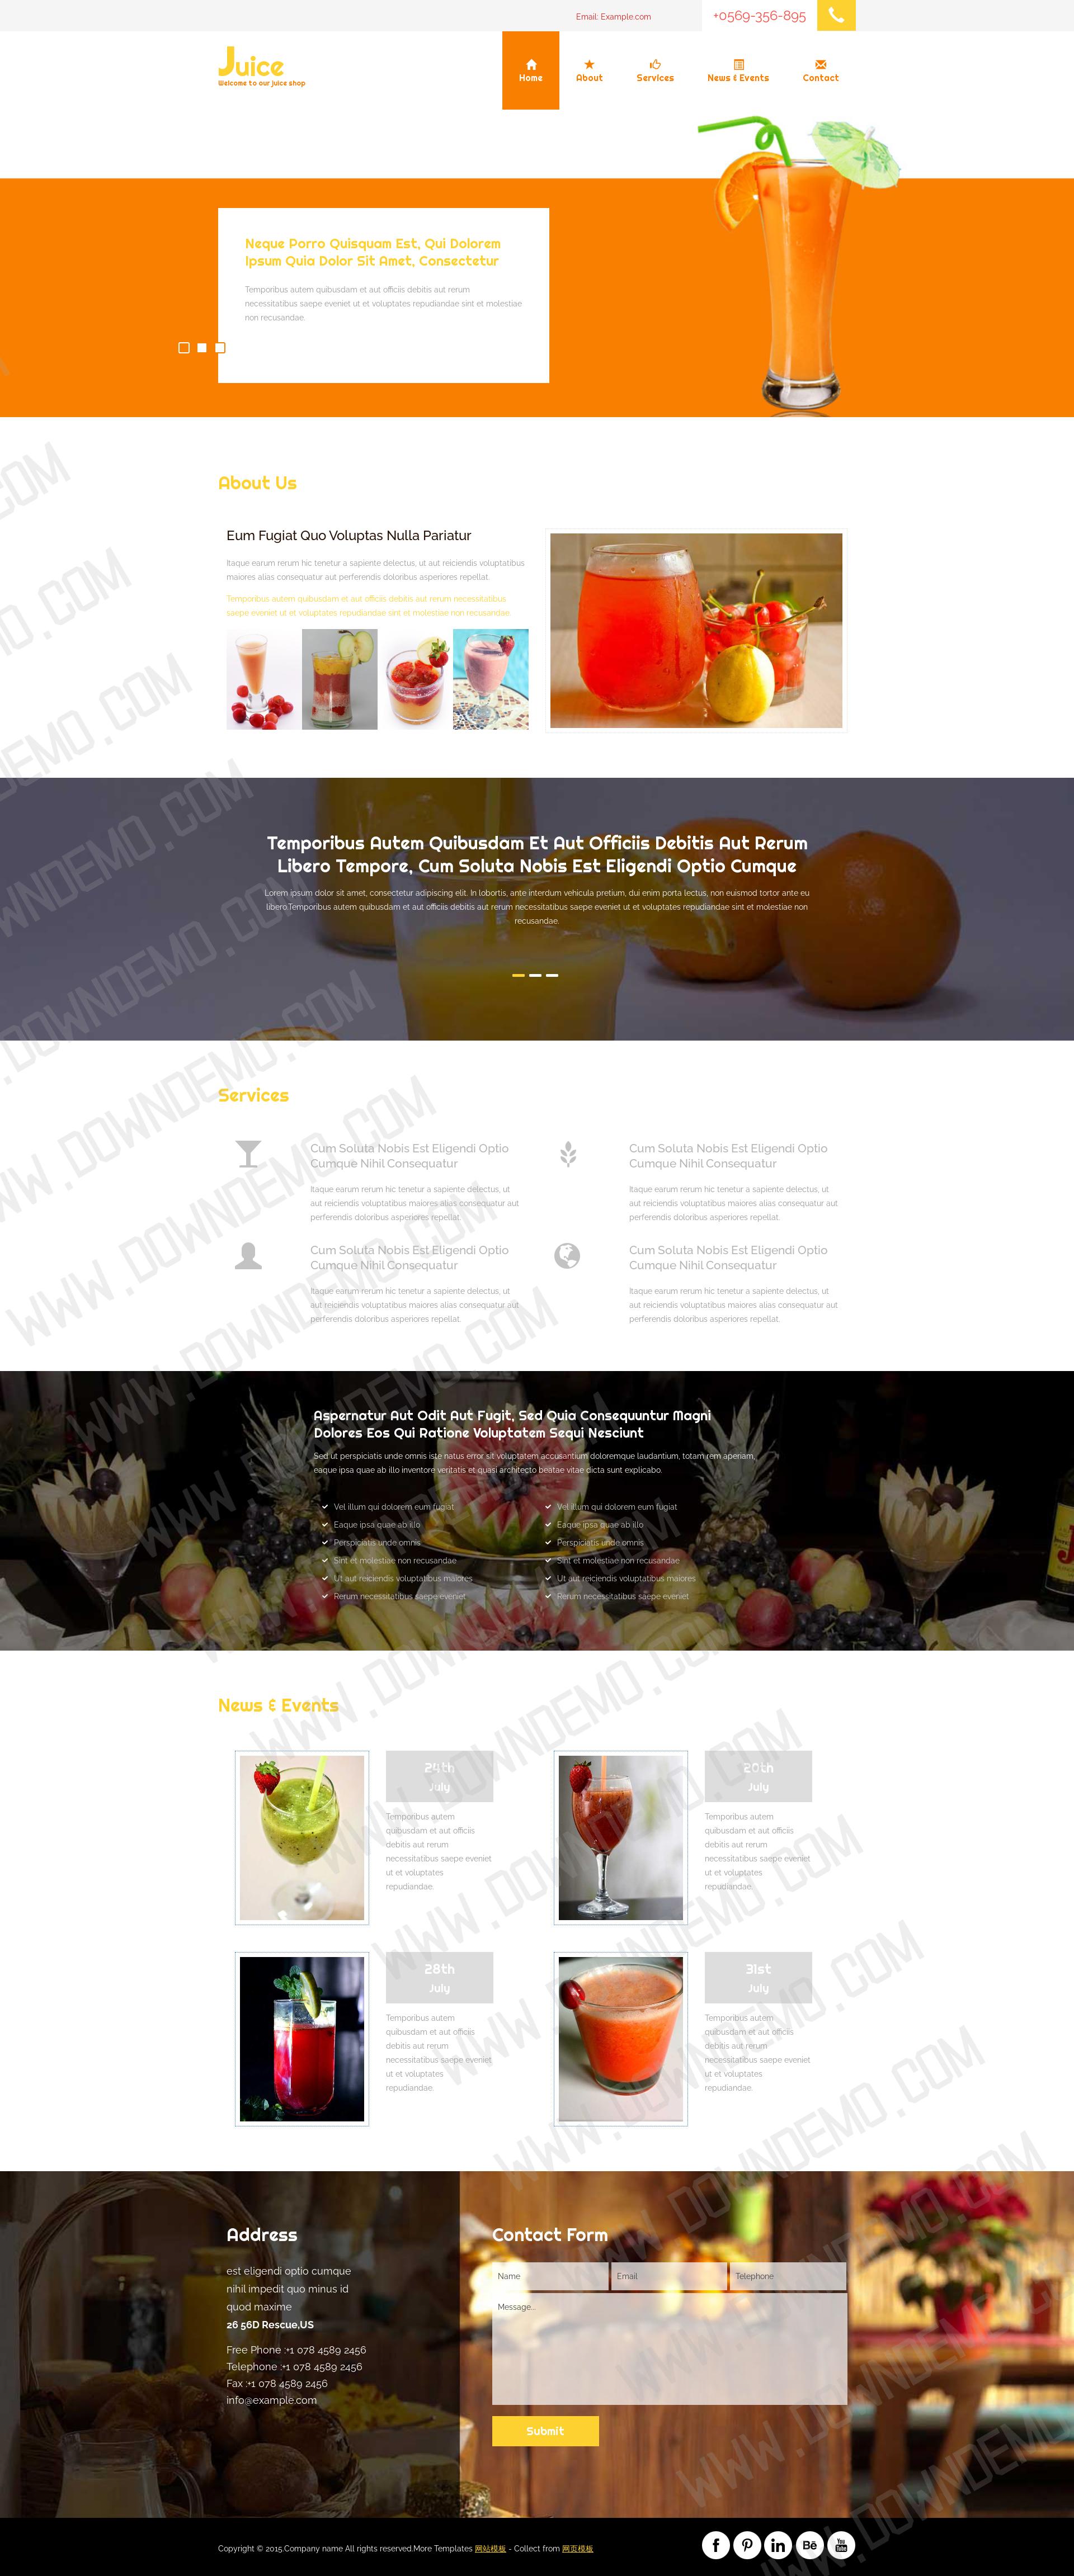 Email: Example.com
+0569-356-895
Juice
Welcome to our juice shop
Home
About
Services
News & Events
Contact
Neque Porro Quisquam Est, Qui Dolorem
Ipsum Quia Dolor Sit Amet, Consectetur
Temporibus autem quibusdam et aut officiis debitis aut rerum
necessitatibus saepe eveniet ut et voluptates repudiandae sint et molestiae
non recusandae.
About Us
Eum Fugiat Quo Voluptas Nulla Pariatur
Itaque earum rerum hic tenetur a sapiente delectus, ut aut reiciendis voluptatibus
maiores alias consequatur aut perferendis doloribus asperiores repellat.
Temporibus autem quibusdam et aut officiis debitis aut rerum necessitatibus
saepe eveniet ut et voluptates repudiandae sint et molestiae non recusandae.
Temporibus Autem Quibusdam Et Aut Officiis Debitis Aut Rerum
Libero Tempore, Cum Soluta Nobis Est Eligendi Optio Cumque
Lorem ipsum dolor sit amet, consectetur adipiscing elit. In lobortis, ante interdum vehicula pretium, dui enim porta lectus, non euismod tortor ante eu
libero.Temporibus autem quibusdam et aut officiis debitis aut rerum necessitatibus saepe eveniet ut et voluptates repudiandae sint et molestiae non
recusandae.
Services
Cum Soluta Nobis Est Eligendi Optio
Cumque Nihil Consequatur
Itaque earum rerum hic tenetur a sapiente delectus, ut
aut reiciendis voluptatibus maiores alias consequatur aut
perferendis doloribus asperiores repellat.
Cum Soluta Nobis Est Eligendi Optio
Cumque Nihil Consequatur
Itaque earum rerum hic tenetur a sapiente delectus, ut
aut reiciendis voluptatibus maiores alias consequatur aut
perferendis doloribus asperiores repellat.
Cum Soluta Nobis Est Eligendi Optio
Cumque Nihil Consequatur
Itaque earum rerum hic tenetur a sapiente delectus, ut
aut reiciendis voluptatibus maiores alias consequatur aut
perferendis doloribus asperiores repellat.
Cum Soluta Nobis Est Eligendi Optio
Cumque Nihil Consequatur
Itaque earum rerum hic tenetur a sapiente delectus, ut
aut reiciendis voluptatibus maiores alias consequatur aut
perferendis doloribus asperiores repellat.
Aspernatur Aut Odit Aut Fugit, Sed Quia Consequuntur Magni
Dolores Eos Qui Ratione Voluptatem Sequi Nesciunt
Sed ut perspiciatis unde omnis iste natus error sit voluptatem accusantium doloremque laudantium, totam rem aperiam,
eaque ipsa quae ab illo inventore veritatis et quasi architecto beatae vitae dicta sunt explicabo.
Vel illum qui dolorem eum fugiat
Eaque ipsa quae ab illo
Perspiciatis unde omnis
Sint et molestiae non recusandae
Ut aut reiciendis voluptatibus maiores
Rerum necessitatibus saepe eveniet
Vel illum qui dolorem eum fugiat
Eaque ipsa quae ab illo
Perspiciatis unde omnis
Sint et molestiae non recusandae
Ut aut reiciendis voluptatibus maiores
Rerum necessitatibus saepe eveniet
News & Events
24th
July
Temporibus autem
quibusdam et aut officiis
debitis aut rerum
necessitatibus saepe eveniet
ut et voluptates
repudiandae.
20th
July
Temporibus autem
quibusdam et aut officiis
debitis aut rerum
necessitatibus saepe eveniet
ut et voluptates
repudiandae.
28th
July
Temporibus autem
quibusdam et aut officiis
debitis aut rerum
necessitatibus saepe eveniet
ut et voluptates
repudiandae.
31st
July
Temporibus autem
quibusdam et aut officiis
debitis aut rerum
necessitatibus saepe eveniet
ut et voluptates
repudiandae.
Address
est eligendi optio cumque
nihil impedit quo minus id
quod maxime
26 56D Rescue,US
Free Phone :+1 078 4589 2456
Telephone :+1 078 4589 2456
Fax :+1 078 4589 2456
info@example.com
Contact Form
Name
Email
Telephone
Message...
Submit
Copyright © 2015.Company name All rights reserved.More Templates 网站模板 - Collect from 网页模板
WWW.DOWNDEMO.COM